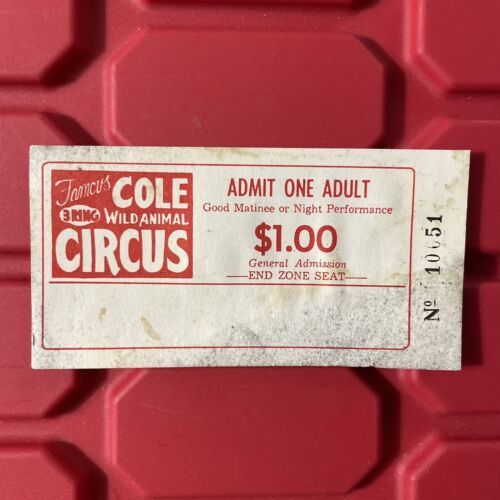 Famous
COLE
3 RING
WILD ANIMAL
CIRCUS
ADMIT ONE ADULT
Good Matinee or Night Performance
$1.00
General Admission
END ZONE SEAT
Nº 10051